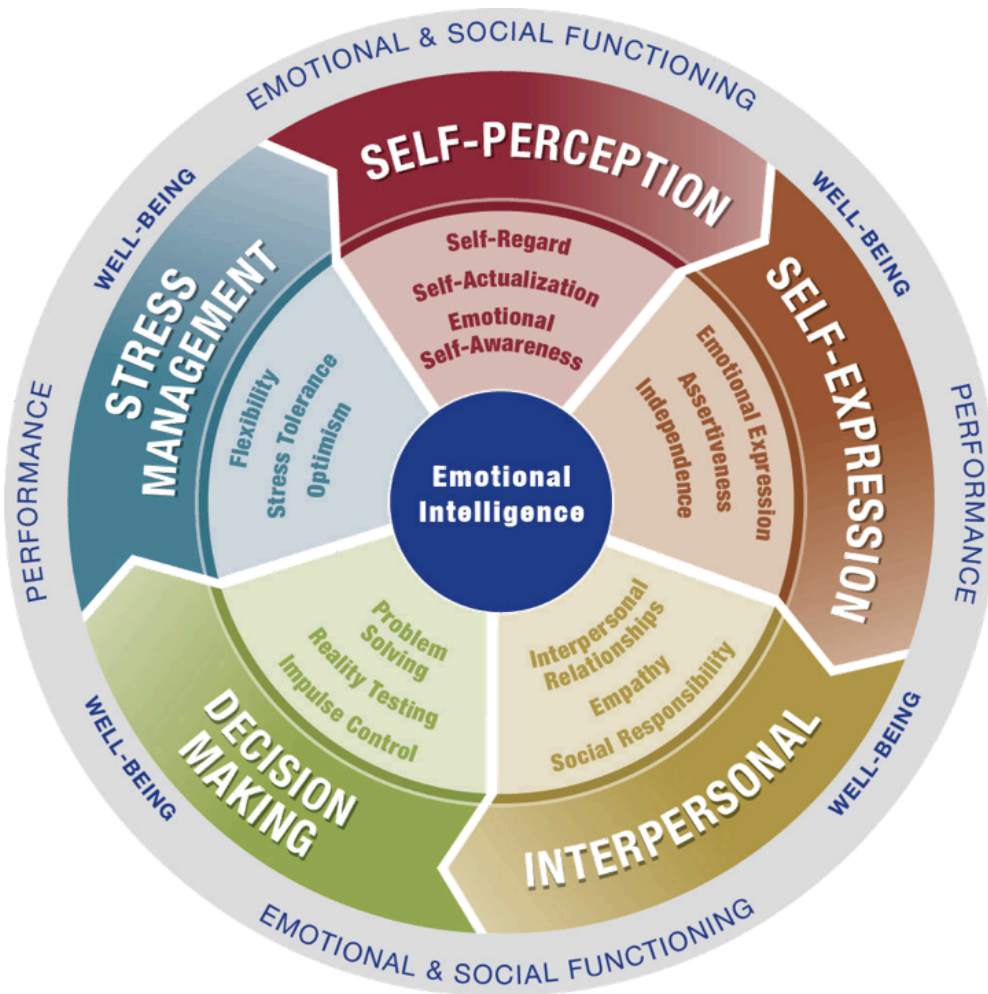 EMOTIONAL & SOCIAL FUNCTIONING
WELL-BEING
WELL-BEING
PERFORMANCE
PERFORMANCE
WELL-BEING
WELL-BEING
EMOTIONAL & SOCIAL FUNCTIONING
SELF-PERCEPTION
Self-Regard
Self-Actualization
Emotional
Self-Awareness
SELF-EXPRESSION
Emotional Expression
Assertiveness
Independence
INTERPERSONAL
Interpersonal
Relationships
Empathy
Social Responsibility
DECISION
MAKING
Problem
Solving
Reality Testing
Impulse Control
STRESS
MANAGEMENT
Flexibility
Stress Tolerance
Optimism
Emotional
Intelligence